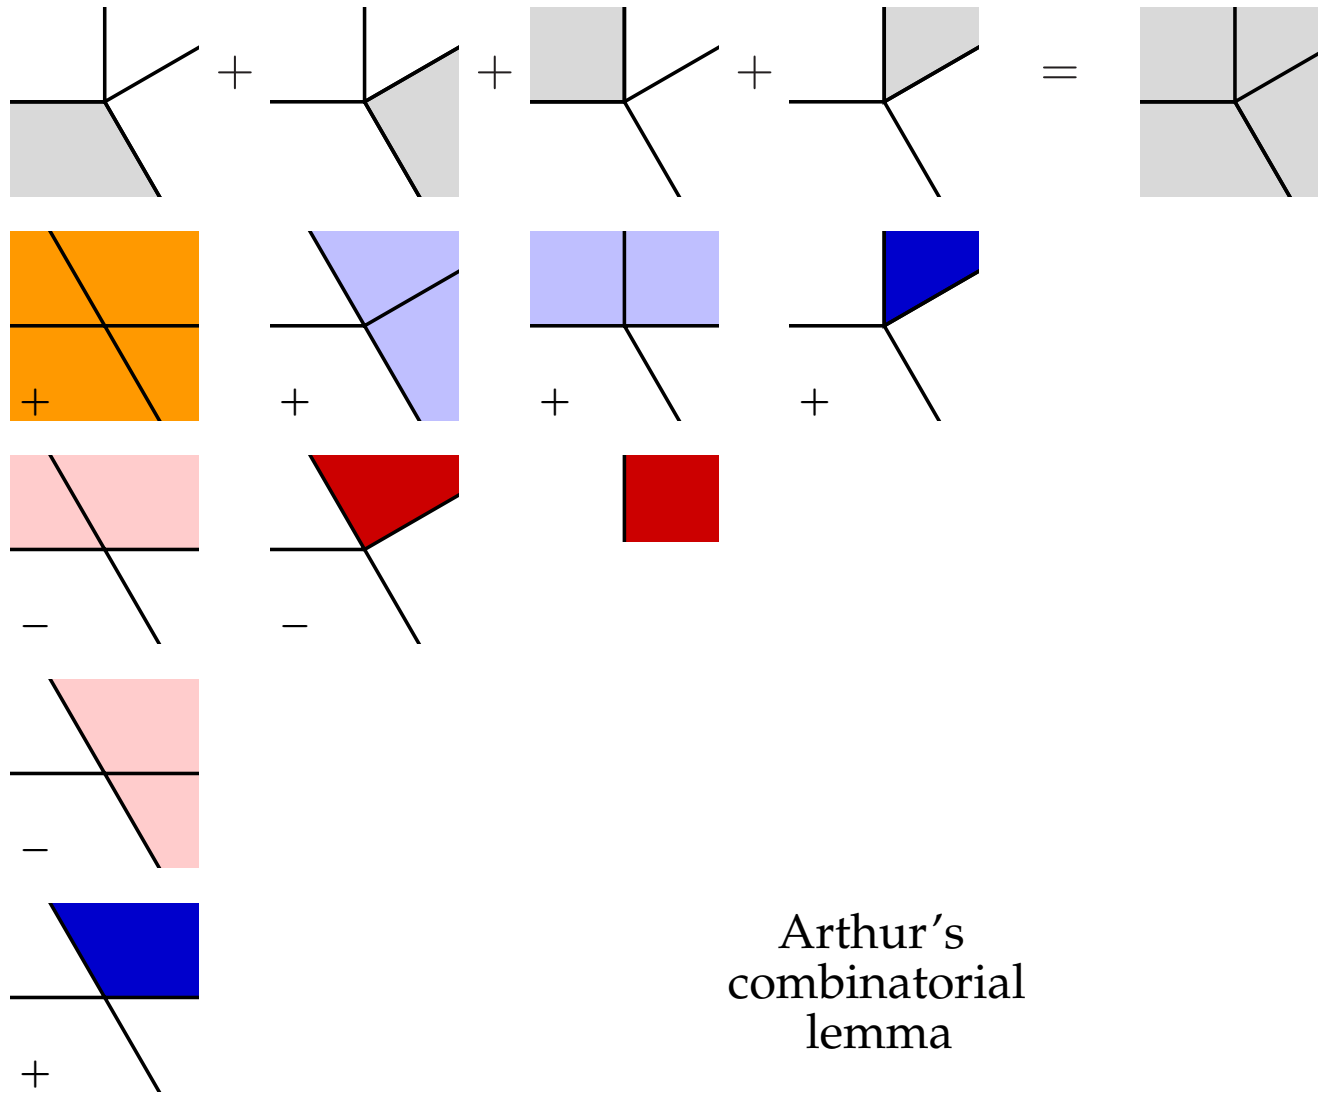 + + + =
+ + + +
− −
−
+
Arthur's
combinatorial
lemma